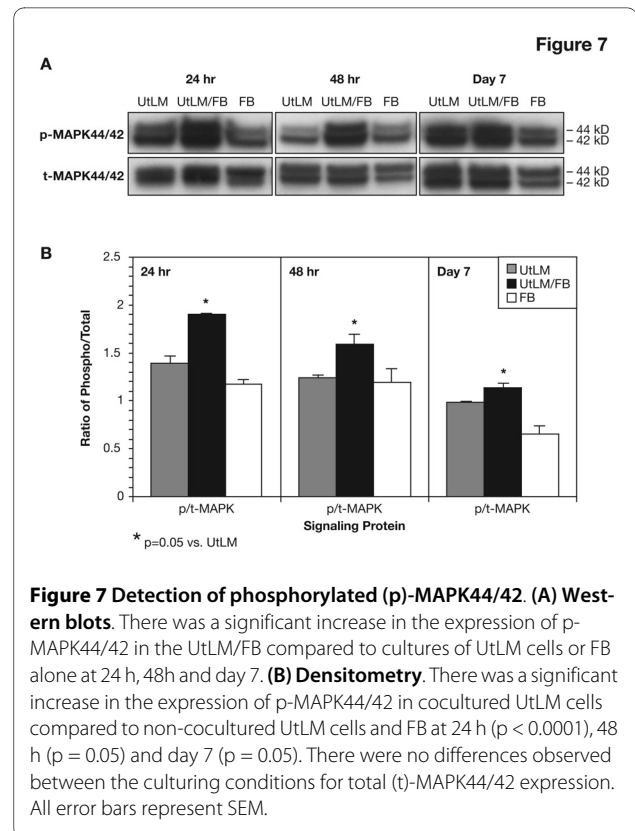 Figure 7
A
24 hr 48 hr Day 7
UtLM UtLM/FB FB UtLM UtLM/FB FB UtLM UtLM/FB FB
p-MAPK44/42 – 44 kD
– 42 kD
t-MAPK44/42 – 44 kD
– 42 kD
B
2.5
24 hr 48 hr Day 7
UtLM
UtLM/FB
FB
2
1.5
1
0.5
0
* * *
Ratio of Phospho/Total
p/t-MAPK p/t-MAPK p/t-MAPK
Signaling Protein
* p=0.05 vs. UtLM
Figure 7 Detection of phosphorylated (p)-MAPK44/42. (A) West-
ern blots. There was a significant increase in the expression of p-
MAPK44/42 in the UtLM/FB compared to cultures of UtLM cells or FB
alone at 24 h, 48h and day 7. (B) Densitometry. There was a significant
increase in the expression of p-MAPK44/42 in cocultured UtLM cells
compared to non-cocultured UtLM cells and FB at 24 h (p < 0.0001), 48
h (p = 0.05) and day 7 (p = 0.05). There were no differences observed
between the culturing conditions for total (t)-MAPK44/42 expression.
All error bars represent SEM.